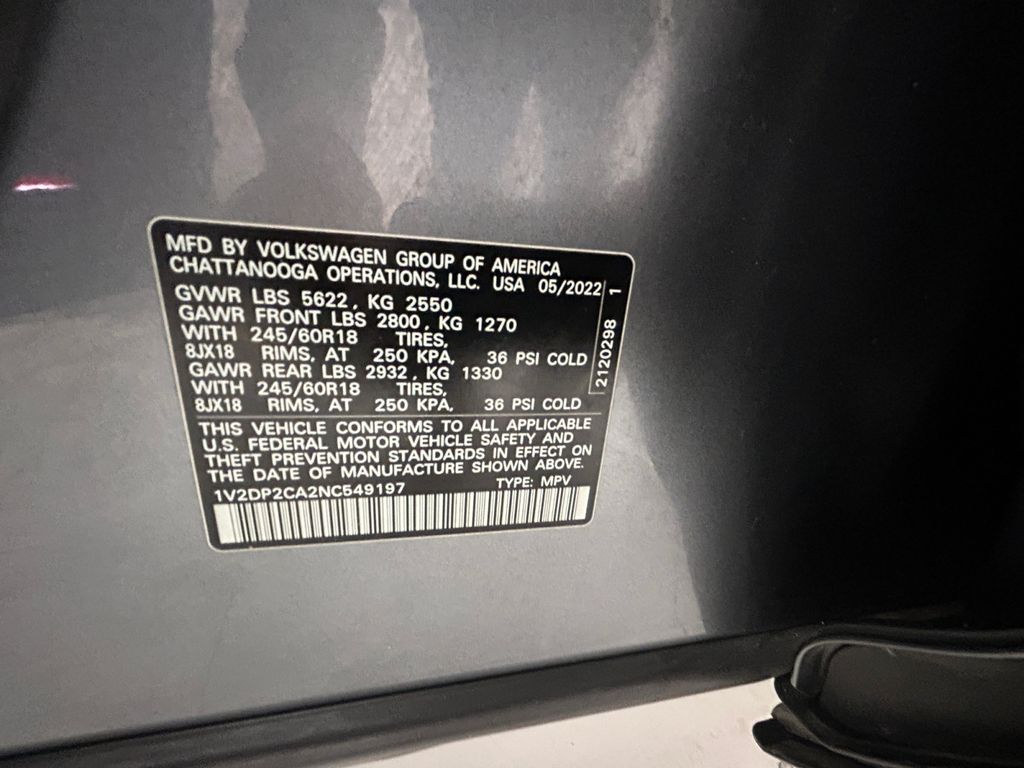 MFD BY VOLKSWAGEN GROUP OF AMERICA
CHATTANOOGA OPERATIONS, LLC. USA 05/2022
GVWR LBS 5622, KG 2550
GAWR FRONT LBS 2800, KG 1270
WITH 245/60R18 TIRES,
8JX18 RIMS, AT 250 KPA, 36 PSI COLD
GAWR REAR LBS 2932, KG 1330
WITH 245/60R18 TIRES,
8JX18 RIMS, AT 250 KPA, 36 PSI COLD
2120298 1
THIS VEHICLE CONFORMS TO ALL APPLICABLE
U.S. FEDERAL MOTOR VEHICLE SAFETY AND
THEFT PREVENTION STANDARDS IN EFFECT ON
THE DATE OF MANUFACTURE SHOWN ABOVE.
1V2DP2CA2NC549197 TYPE: MPV